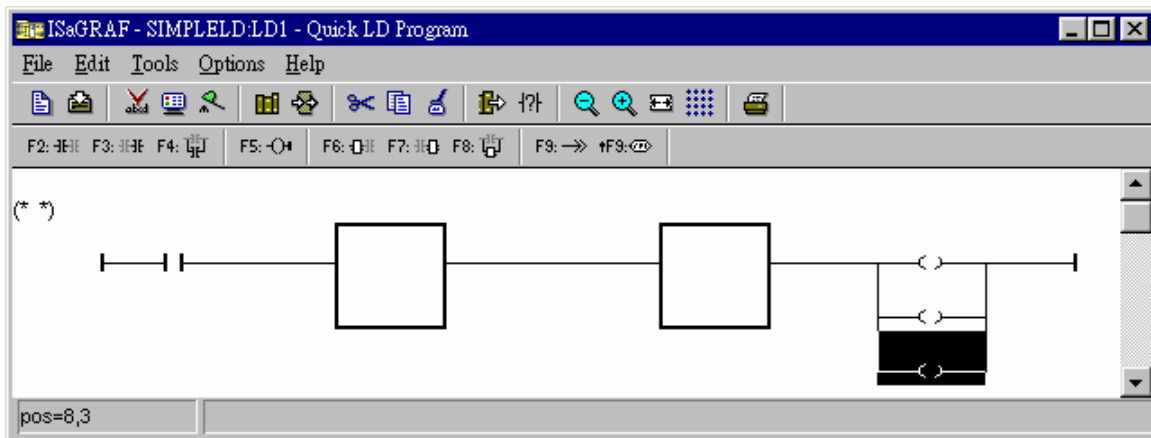 ISaGRAF - SIMPLELD:LD1 - Quick LD Program
File Edit Tools Options Help
F2: F3: F4: F5: F6: F7: F8: F9: F9:
(* *)
pos=8,3